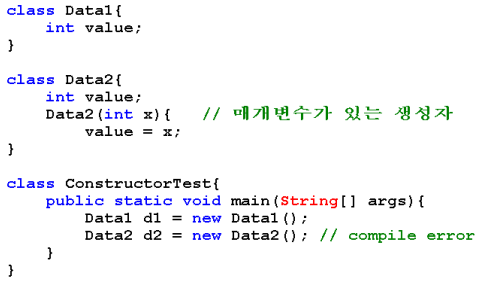 class Data1{
    int value;
}

class Data2{
    int value;
    Data2(int x){   // 매개변수가 있는 생성자
        value = x;
}

class ConstructorTest{
    public static void main(String[] args){
        Data1 d1 = new Data1();
        Data2 d2 = new Data2(); // compile error
    }
}